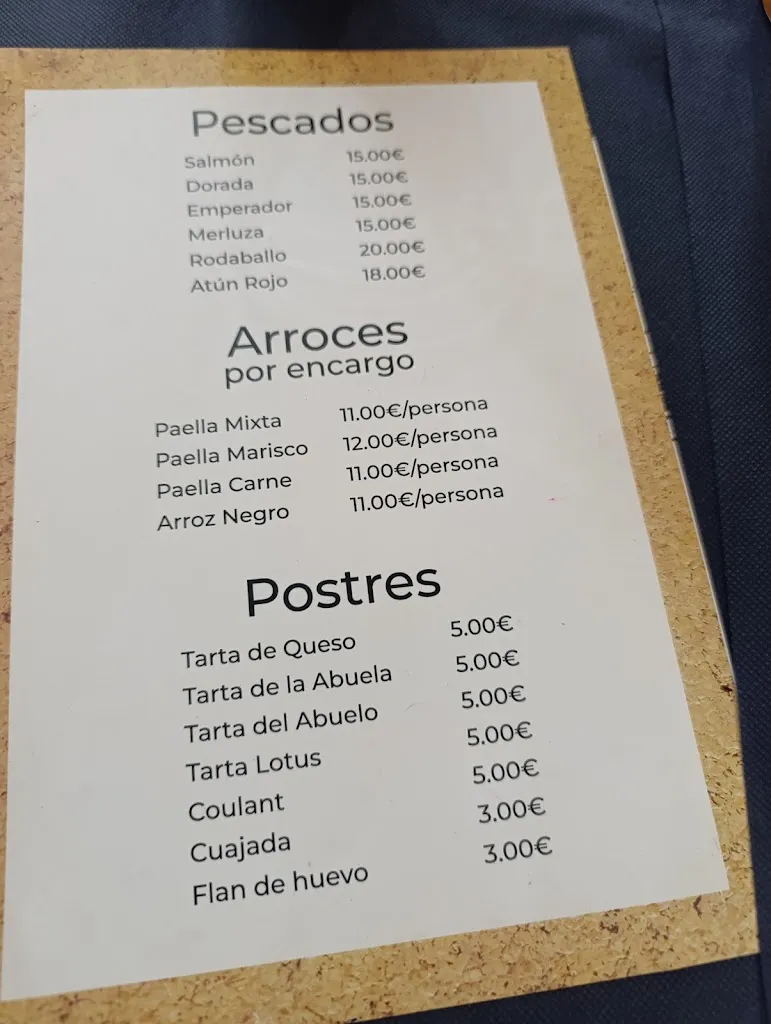 Pescados
Salmón 15.00€
Dorada 15.00€
Emperador 15.00€
Merluza 15.00€
Rodaballo 20.00€
Atún Rojo 18.00€
Arroces
por encargo
Paella Mixta 11.00€/persona
Paella Marisco 12.00€/persona
Paella Carne 11.00€/persona
Arroz Negro 11.00€/persona
Postres
Tarta de Queso 5.00€
Tarta de la Abuela 5.00€
Tarta del Abuelo 5.00€
Tarta Lotus 5.00€
Coulant 5.00€
Cuajada 3.00€
Flan de huevo 3.00€